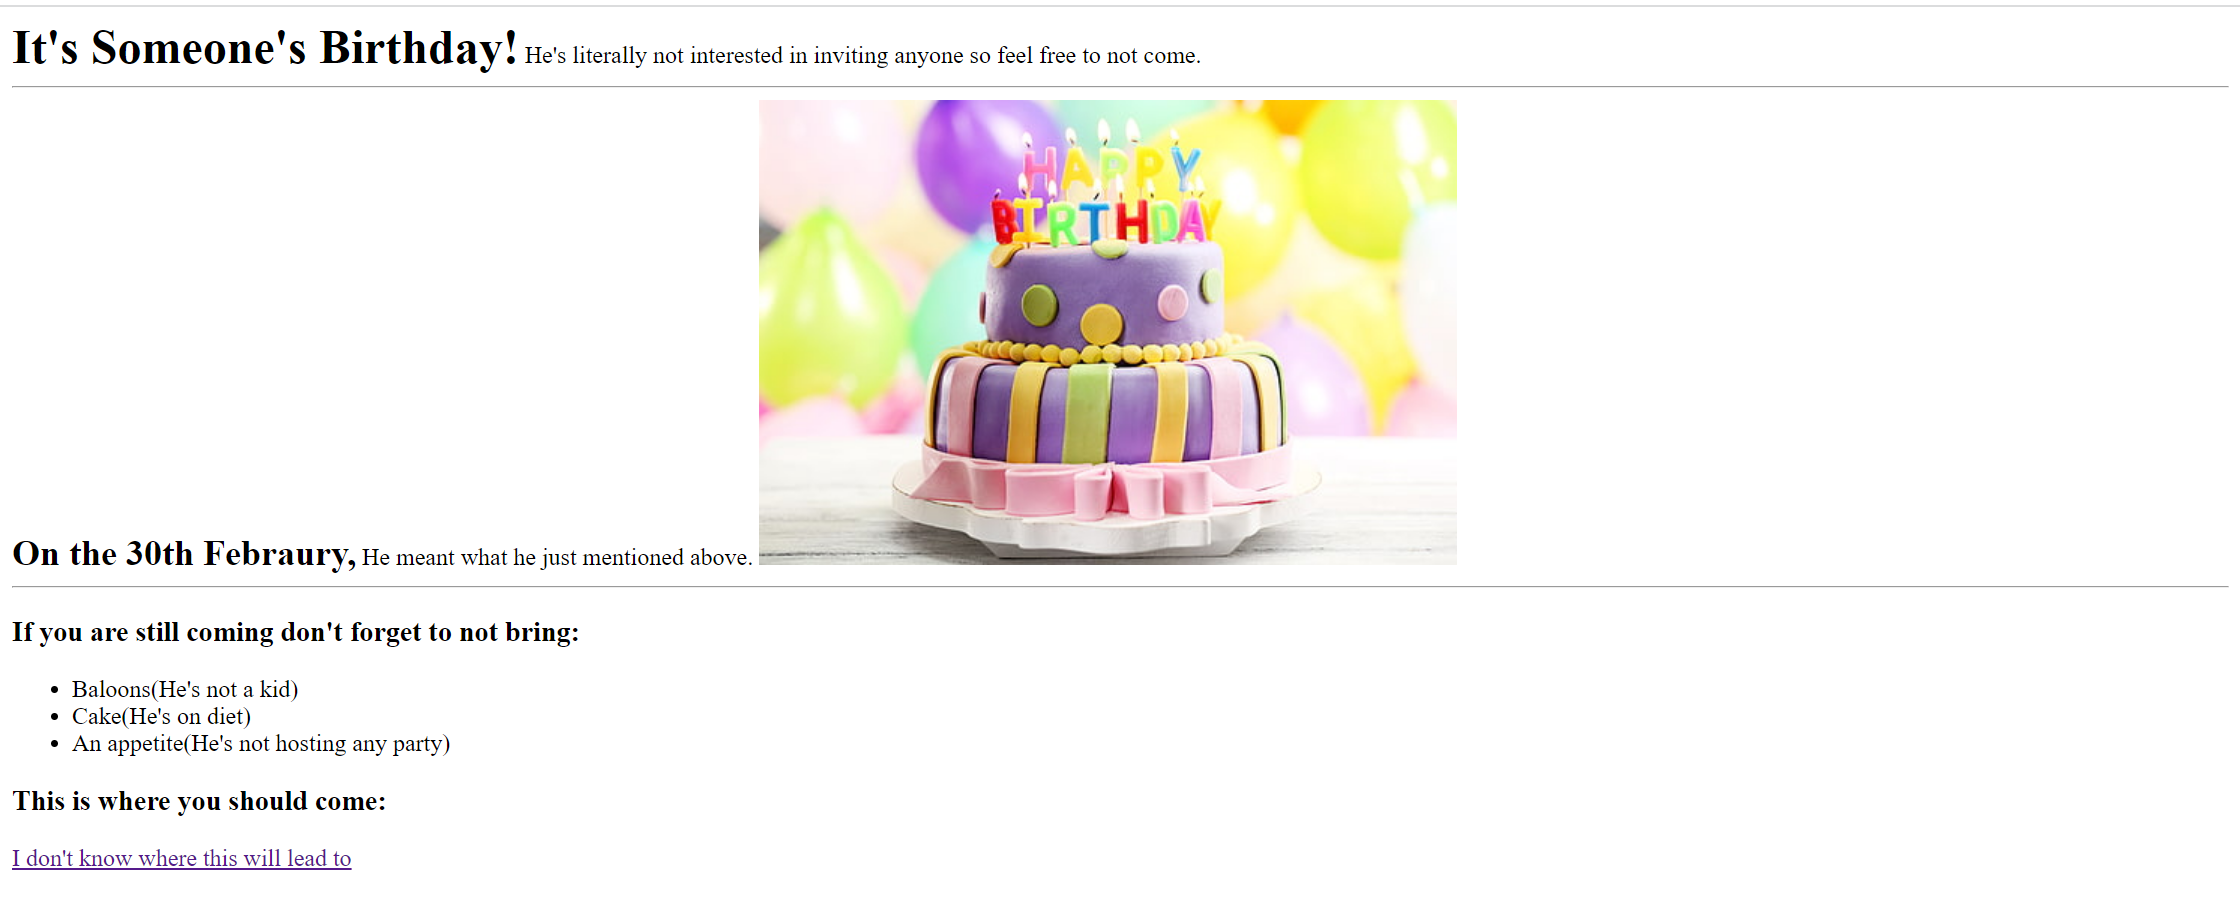 It's Someone's Birthday! He's literally not interested in inviting anyone so feel free to not come.
HAPPY
BIRTHDAY
On the 30th Febraury, He meant what he just mentioned above.
If you are still coming don't forget to not bring:
• Baloons(He's not a kid)
• Cake(He's on diet)
• An appetite(He's not hosting any party)
This is where you should come:
I don't know where this will lead to